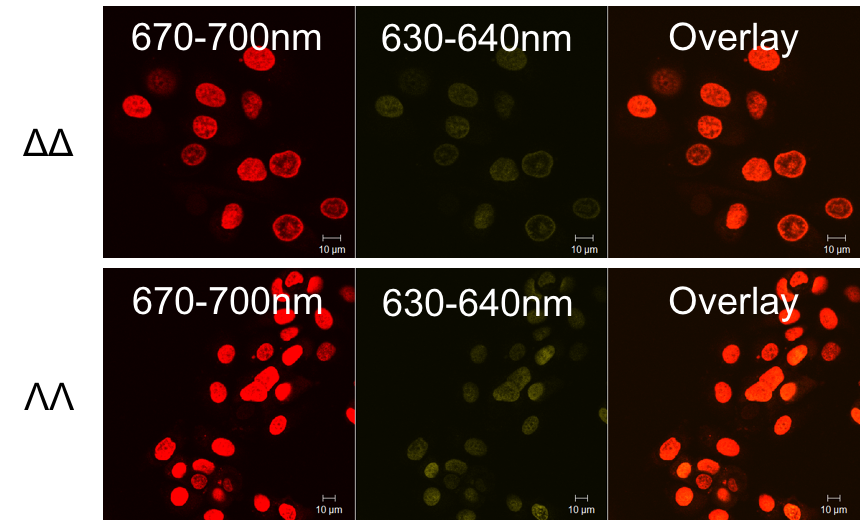 670-700nm 630-640nm Overlay
ΔΔ
10 µm 10 µm 10 µm
670-700nm 630-640nm Overlay
ΛΛ
10 µm 10 µm 10 µm